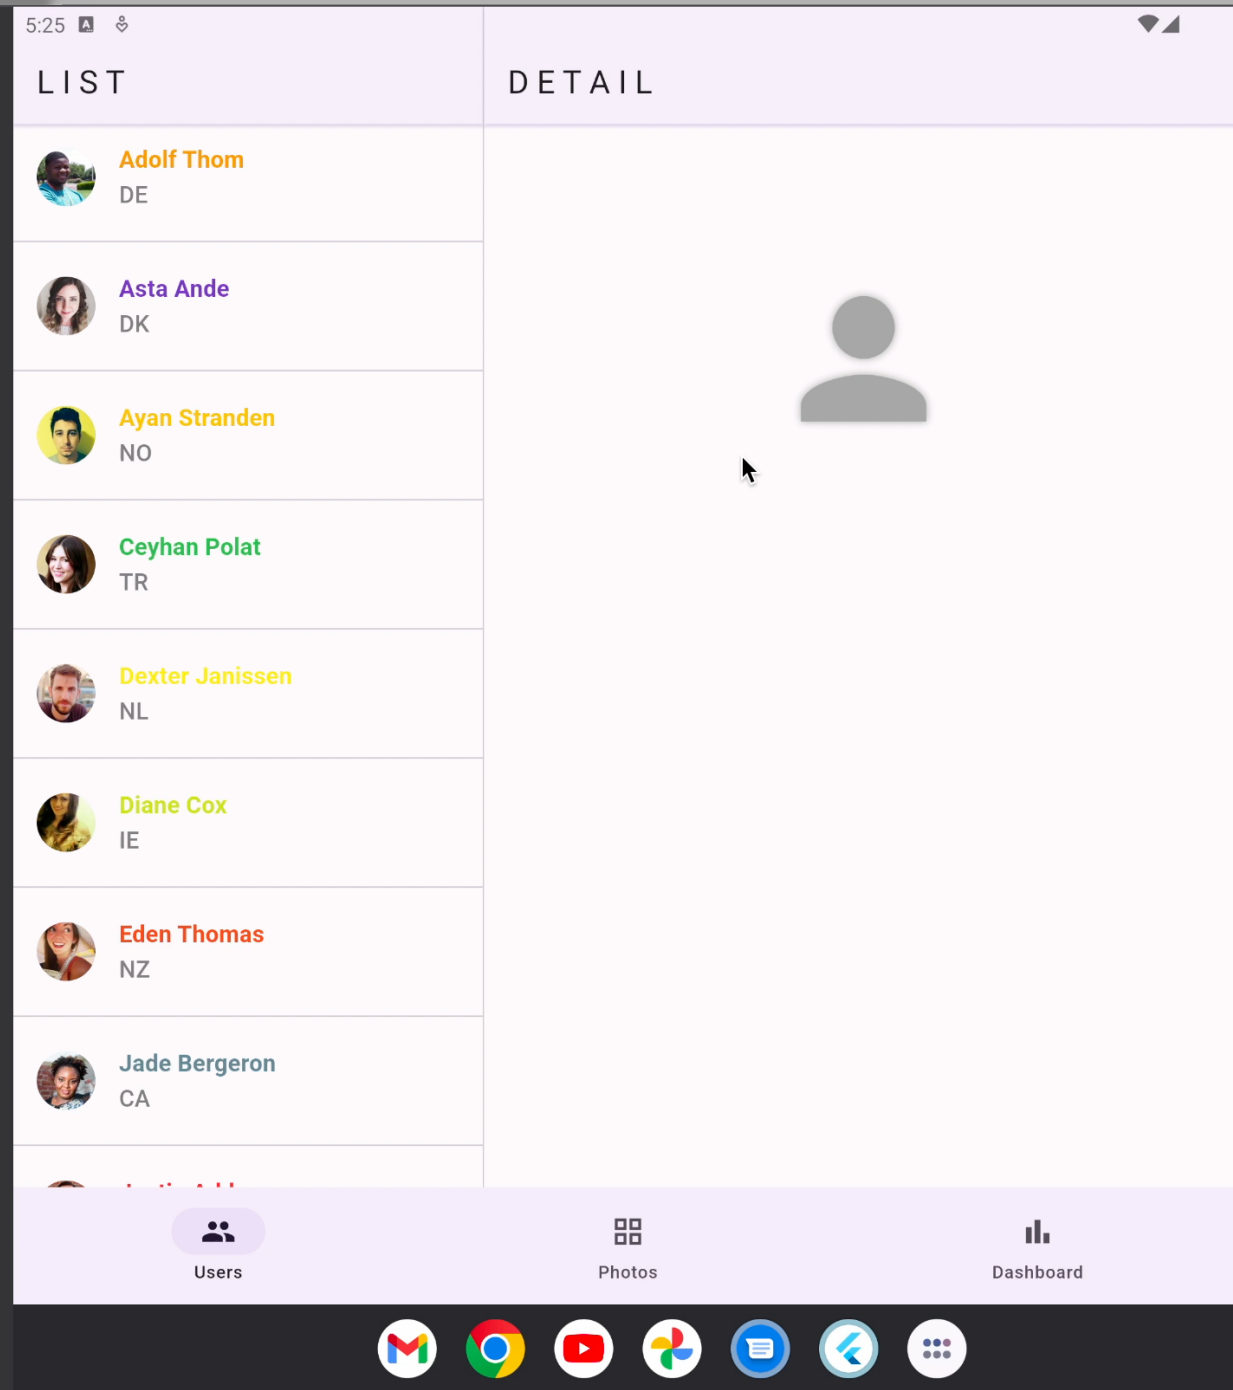 5:25
LIST
DETAIL
Adolf Thom
DE
Asta Ande
DK
Ayan Stranden
NO
Ceyhan Polat
TR
Dexter Janissen
NL
Diane Cox
IE
Eden Thomas
NZ
Jade Bergeron
CA
Users
Photos
Dashboard